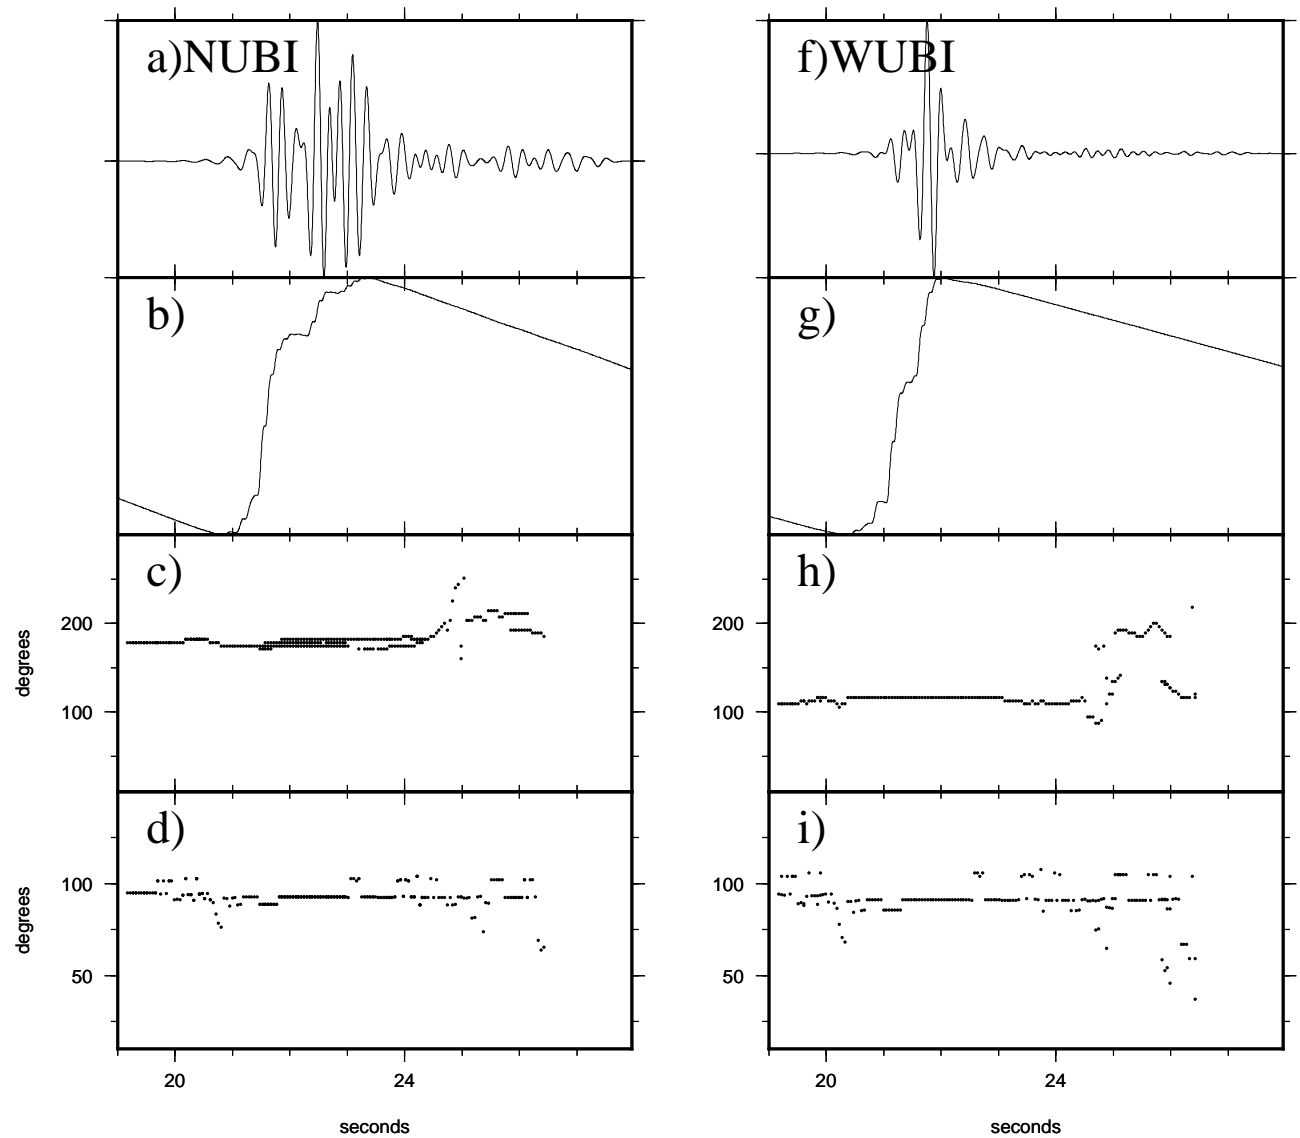 a)NUBI
f)WUBI
b)
g)
c)
h)
200
100
degrees
200
100
d)
i)
100
50
degrees
100
50
20
24
20
24
seconds
seconds